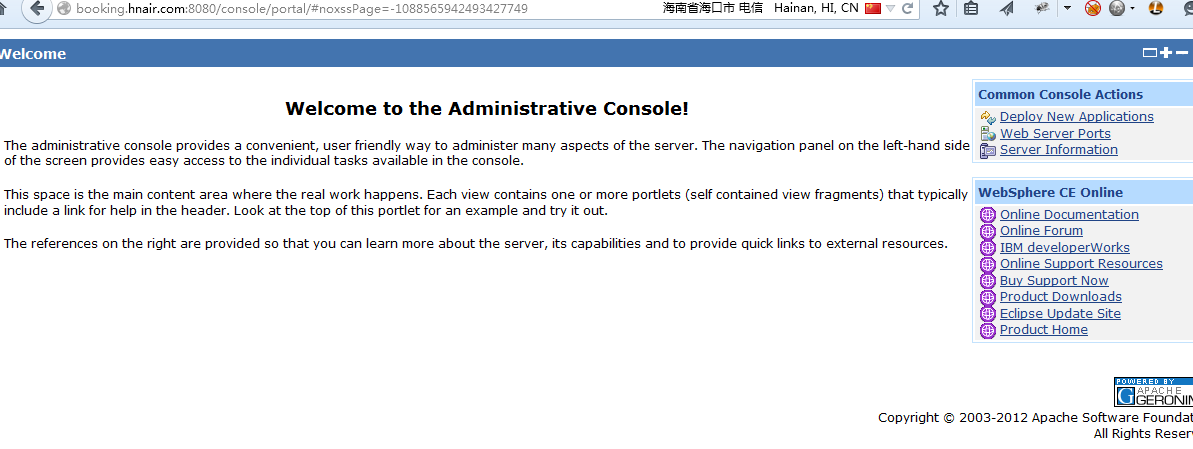 booking.hnair.com:8080/console/portal/#noxssPage=-1088565942493427749
海南省海口市 电信 Hainan, HI, CN
Welcome
Welcome to the Administrative Console!
The administrative console provides a convenient, user friendly way to administer many aspects of the server. The navigation panel on the left-hand side
of the screen provides easy access to the individual tasks available in the console.
This space is the main content area where the real work happens. Each view contains one or more portlets (self contained view fragments) that typically
include a link for help in the header. Look at the top of this portlet for an example and try it out.
The references on the right are provided so that you can learn more about the server, its capabilities and to provide quick links to external resources.
Common Console Actions
Deploy New Applications
Web Server Ports
Server Information
WebSphere CE Online
Online Documentation
Online Forum
IBM developerWorks
Online Support Resources
Buy Support Now
Product Downloads
Eclipse Update Site
Product Home
POWERED BY
APACHE
GERONIM
Copyright © 2003-2012 Apache Software Foundat
All Rights Reser